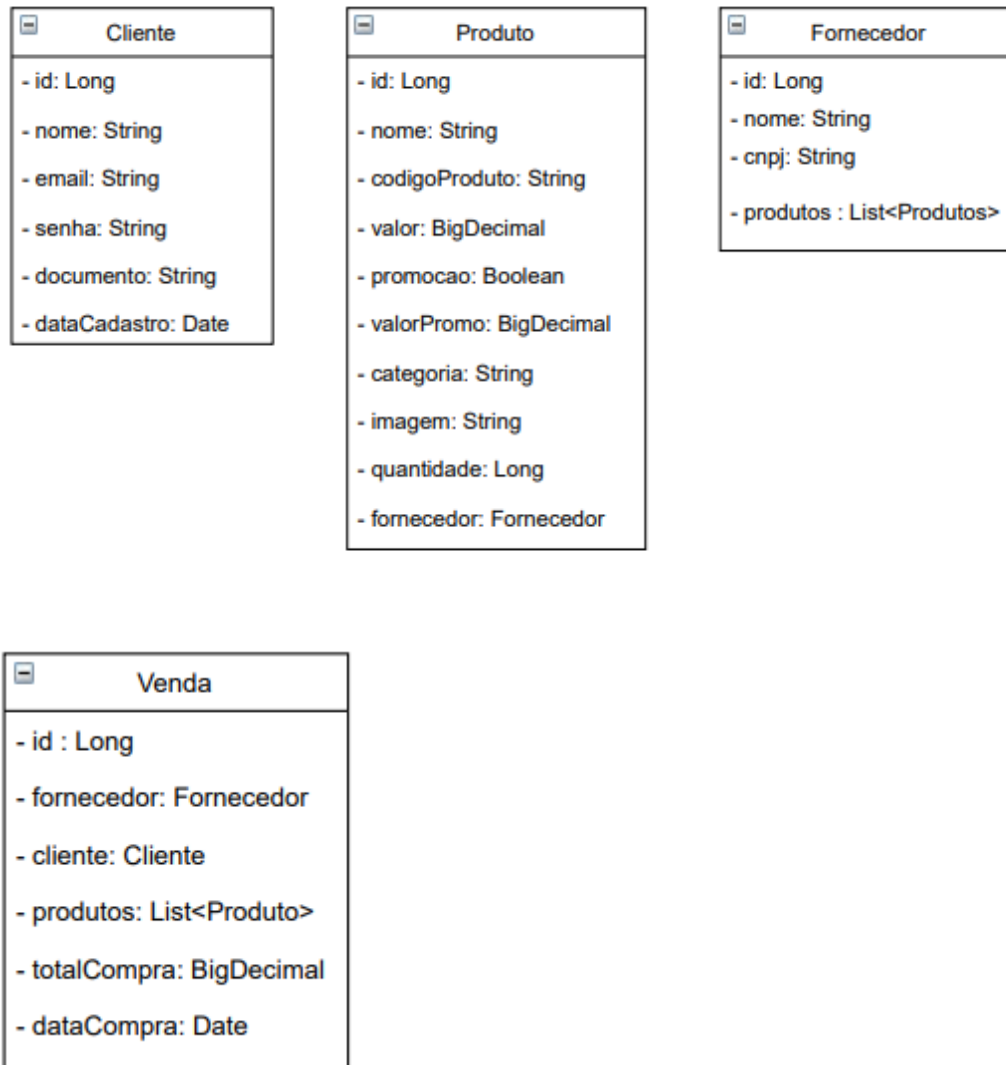 Cliente
- id: Long
- nome: String
- email: String
- senha: String
- documento: String
- dataCadastro: Date
Produto
- id: Long
- nome: String
- codigoProduto: String
- valor: BigDecimal
- promocao: Boolean
- valorPromo: BigDecimal
- categoria: String
- imagem: String
- quantidade: Long
- fornecedor: Fornecedor
Fornecedor
- id: Long
- nome: String
- cnpj: String
- produtos : List<Produtos>
Venda
- id : Long
- fornecedor: Fornecedor
- cliente: Cliente
- produtos: List<Produto>
- totalCompra: BigDecimal
- dataCompra: Date